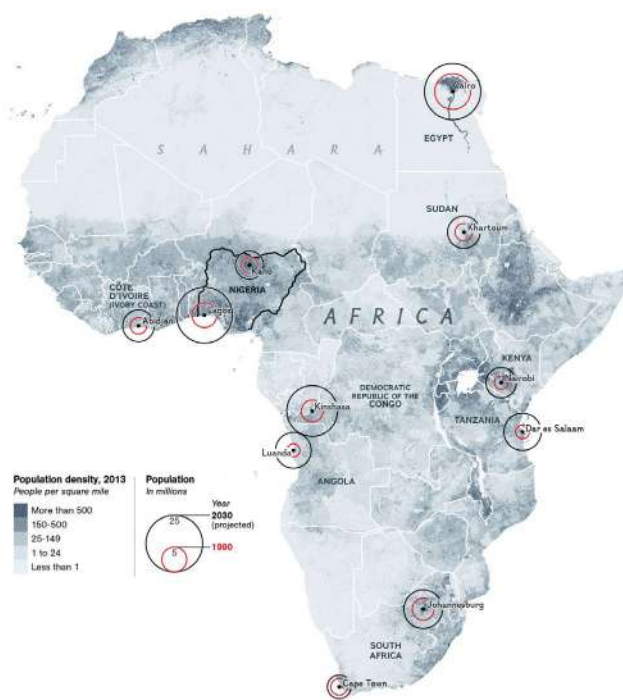 Cairo
EGYPT
SAHARA
SUDAN
Khartoum
Kano
NIGERIA
CÔTE
D'IVOIRE
(IVORY COAST)
Abidjan
Lagos
AFRICA
KENYA
Nairobi
DEMOCRATIC
REPUBLIC OF THE
CONGO
Kinshasa
TANZANIA
Dar es Salaam
Luanda
ANGOLA
Population density, 2013
People per square mile
More than 500
150-500
25-149
1 to 24
Less than 1
Population
In millions
Year
25
2030
(projected)
5
1990
Johannesburg
SOUTH
AFRICA
Cape Town